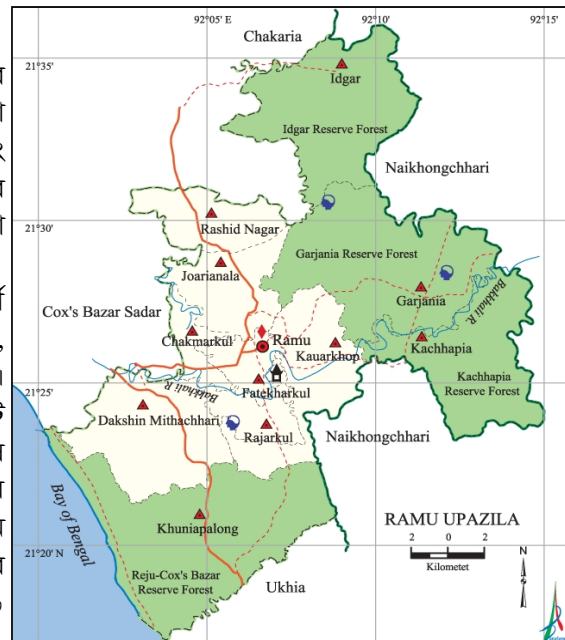 92°05' E
92°10'
92°15'
Chakaria
21°35'
Idgar
Idgar Reserve Forest
Naikhongchhari
21°30'
Rashid Nagar
Garjania Reserve Forest
Joarianala
Garjania
Bakkhali R
Cox's Bazar Sadar
Chakmarkul
Ramu
Kauarkhop
Kachhapia
21°25'
Bakkhali R
Fatekharkul
Kachhapia
Reserve Forest
Dakshin Mithachhari
Rajarkul
Naikhongchhari
Bay of Bengal
Khuniapalong
RAMU UPAZILA
2 0 2
Kilometet
N
21°20' N
Reju-Cox's Bazar
Reserve Forest
Ukhia